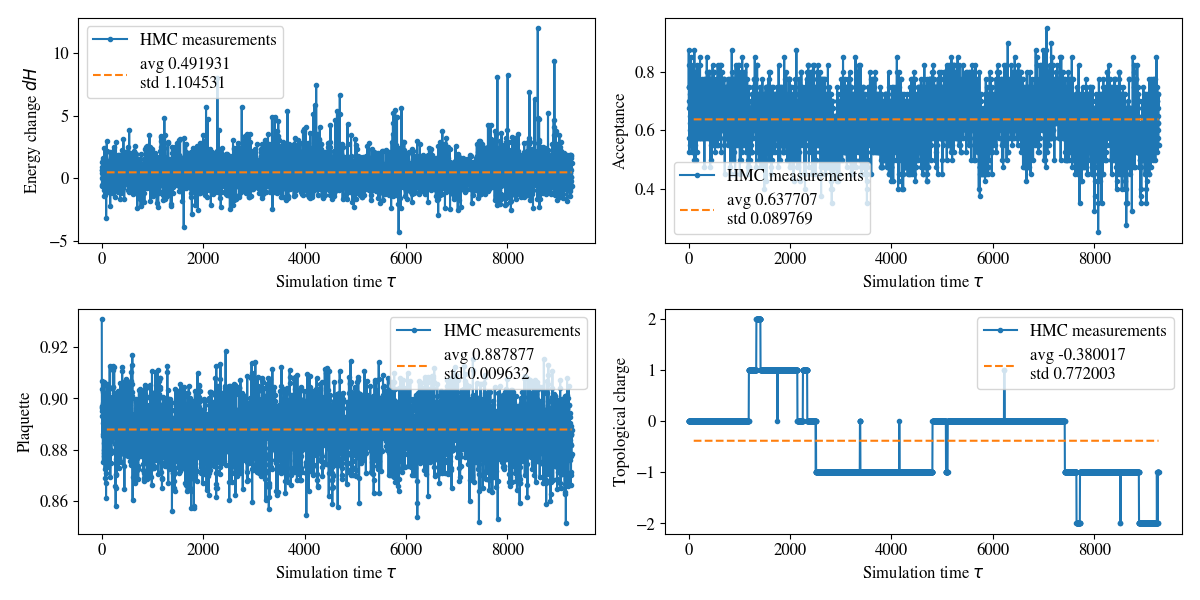 HMC measurements
avg 0.491931
std 1.104531
Energy change dH
10
5
0
−5
0 2000 4000 6000 8000
Simulation time τ
HMC measurements
avg 0.637707
std 0.089769
Acceptance
0.8
0.6
0.4
0 2000 4000 6000 8000
Simulation time τ
HMC measurements
avg 0.887877
std 0.009632
Plaquette
0.92
0.90
0.88
0.86
0 2000 4000 6000 8000
Simulation time τ
HMC measurements
avg -0.380017
std 0.772003
Topological charge
2
1
0
−1
−2
0 2000 4000 6000 8000
Simulation time τ